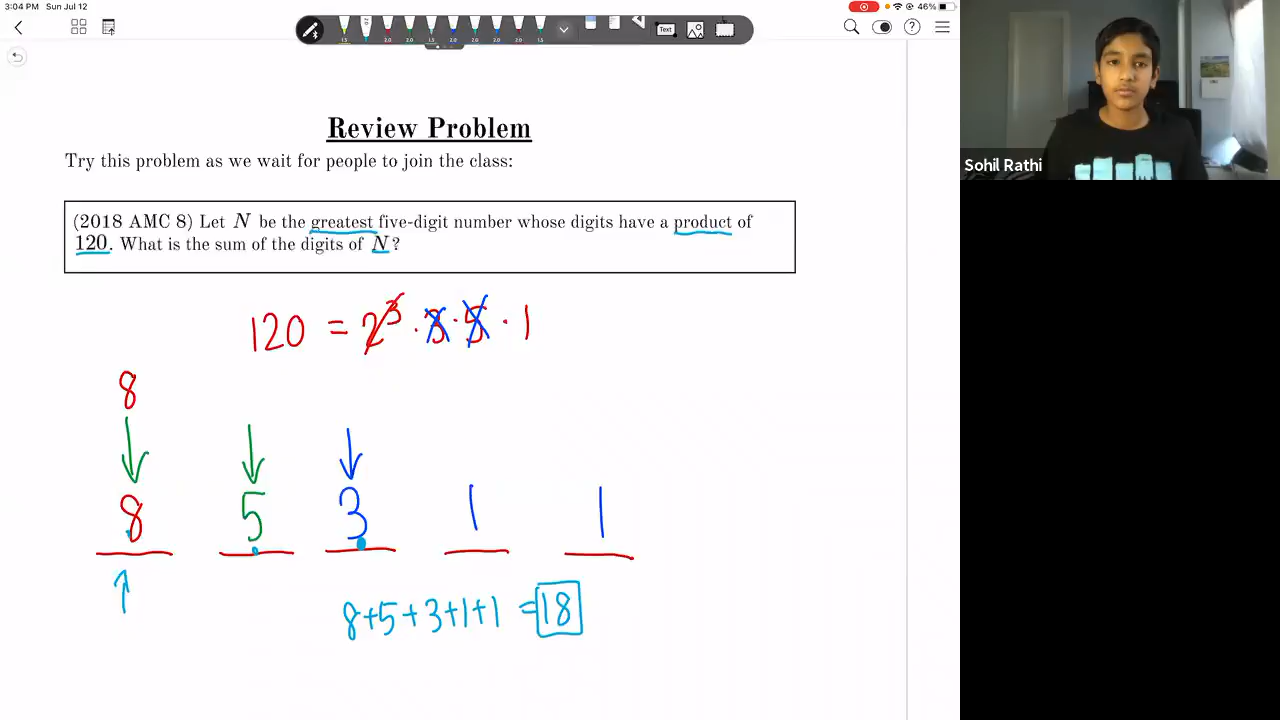 3:04 PM Sun Jul 12
46%
Text
Review Problem
Try this problem as we wait for people to join the class:
(2018 AMC 8) Let N be the greatest five-digit number whose digits have a product of
120. What is the sum of the digits of N?
120 = 2³ · 3 · 5 · 1
8
8 5 3 1 1
8+5+3+1+1 = 18
Sohil Rathi